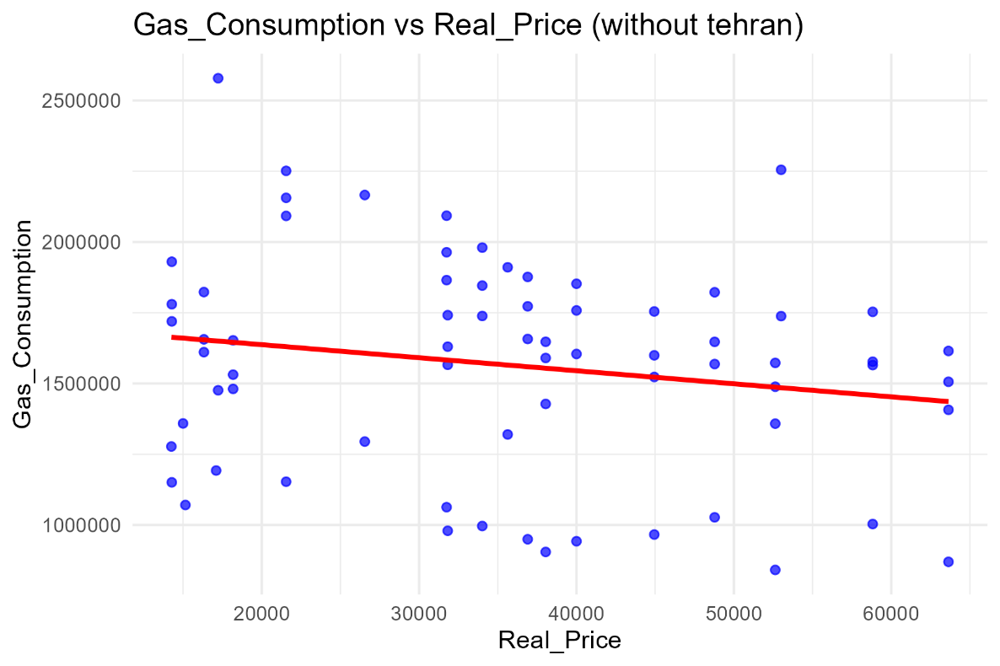 Gas_Consumption vs Real_Price (without tehran)
Gas_Consumption
2500000
2000000
1500000
1000000
20000 30000 40000 50000 60000
Real_Price